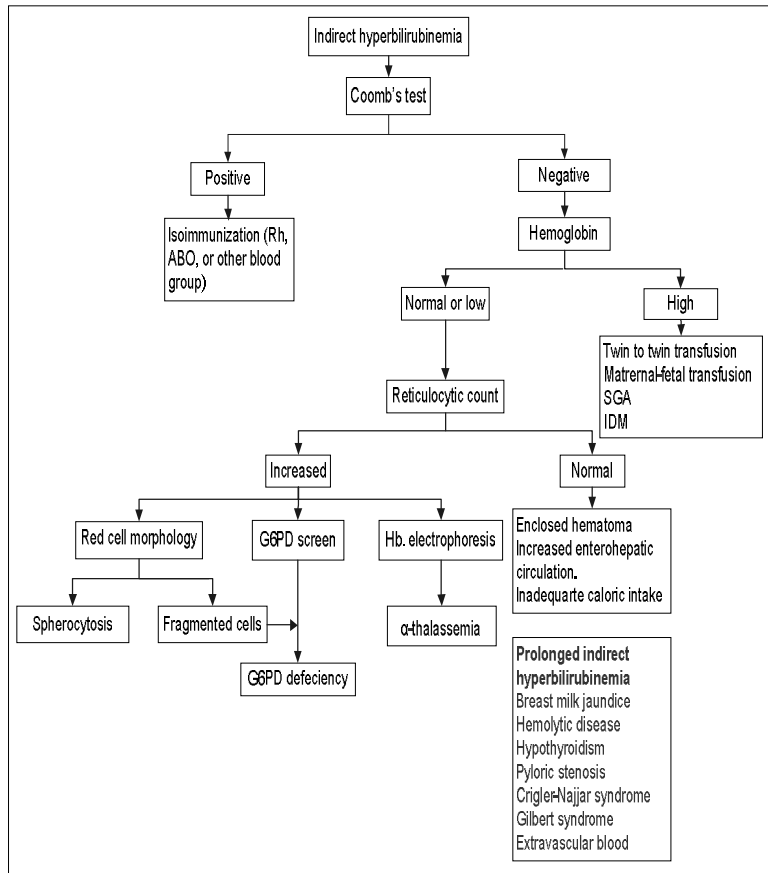 Indirect hyperbilirubinemia
Coomb's test
Positive
Negative
Isoimmunization (Rh,
ABO, or other blood
group)
Hemoglobin
Normal or low
High
Twin to twin transfusion
Matrernal-fetal transfusion
SGA
IDM
Reticulocytic count
Increased
Normal
Red cell morphology
G6PD screen
Hb. electrophoresis
Enclosed hematoma
Increased enterohepatic
circulation.
Inadequarte caloric intake
Spherocytosis
Fragmented cells
α-thalassemia
G6PD defeciency
Prolonged indirect
hyperbilirubinemia
Breast milk jaundice
Hemolytic disease
Hypothyroidism
Pyloric stenosis
Crigler-Najjar syndrome
Gilbert syndrome
Extravascular blood